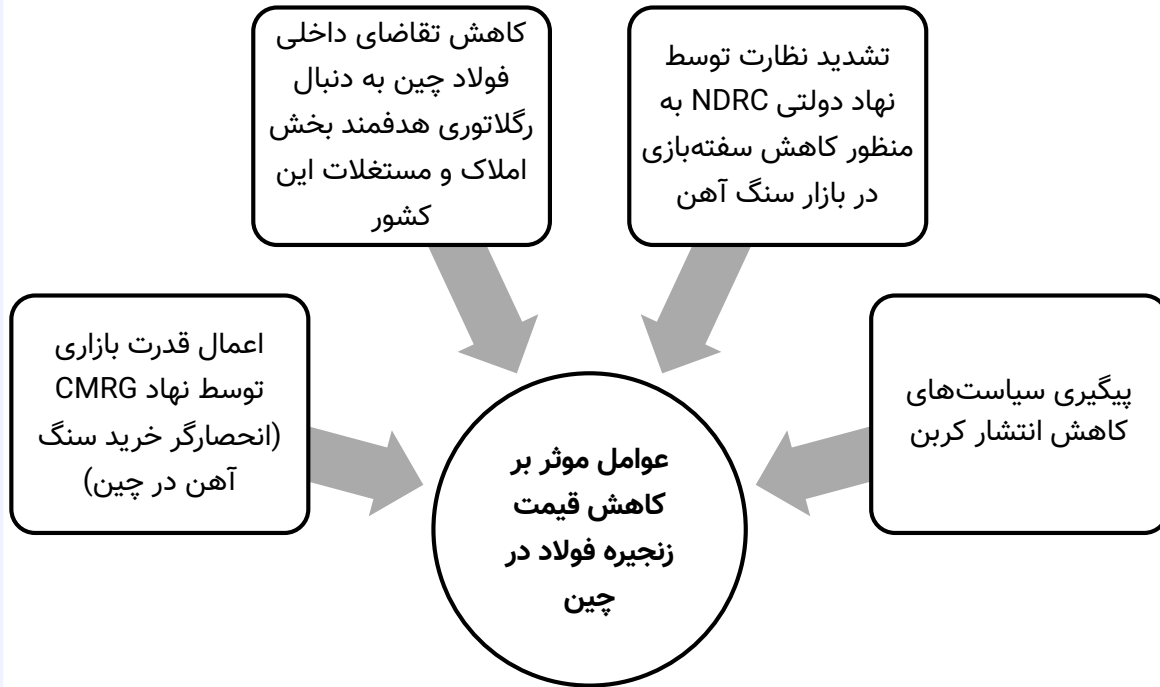 تشدید نظارت توسط
نهاد دولتی NDRC به
منظور کاهش سفته‌بازی
در بازار سنگ آهن
کاهش تقاضای داخلی
فولاد چین به دنبال
رگلاتوری هدفمند بخش
املاک و مستغلات این
کشور
پیگیری سیاست‌های
کاهش انتشار کربن
اعمال قدرت بازاری
توسط نهاد CMRG
(انحصارگر خرید سنگ
آهن در چین)
عوامل موثر بر
کاهش قیمت
زنجیره فولاد در
چین